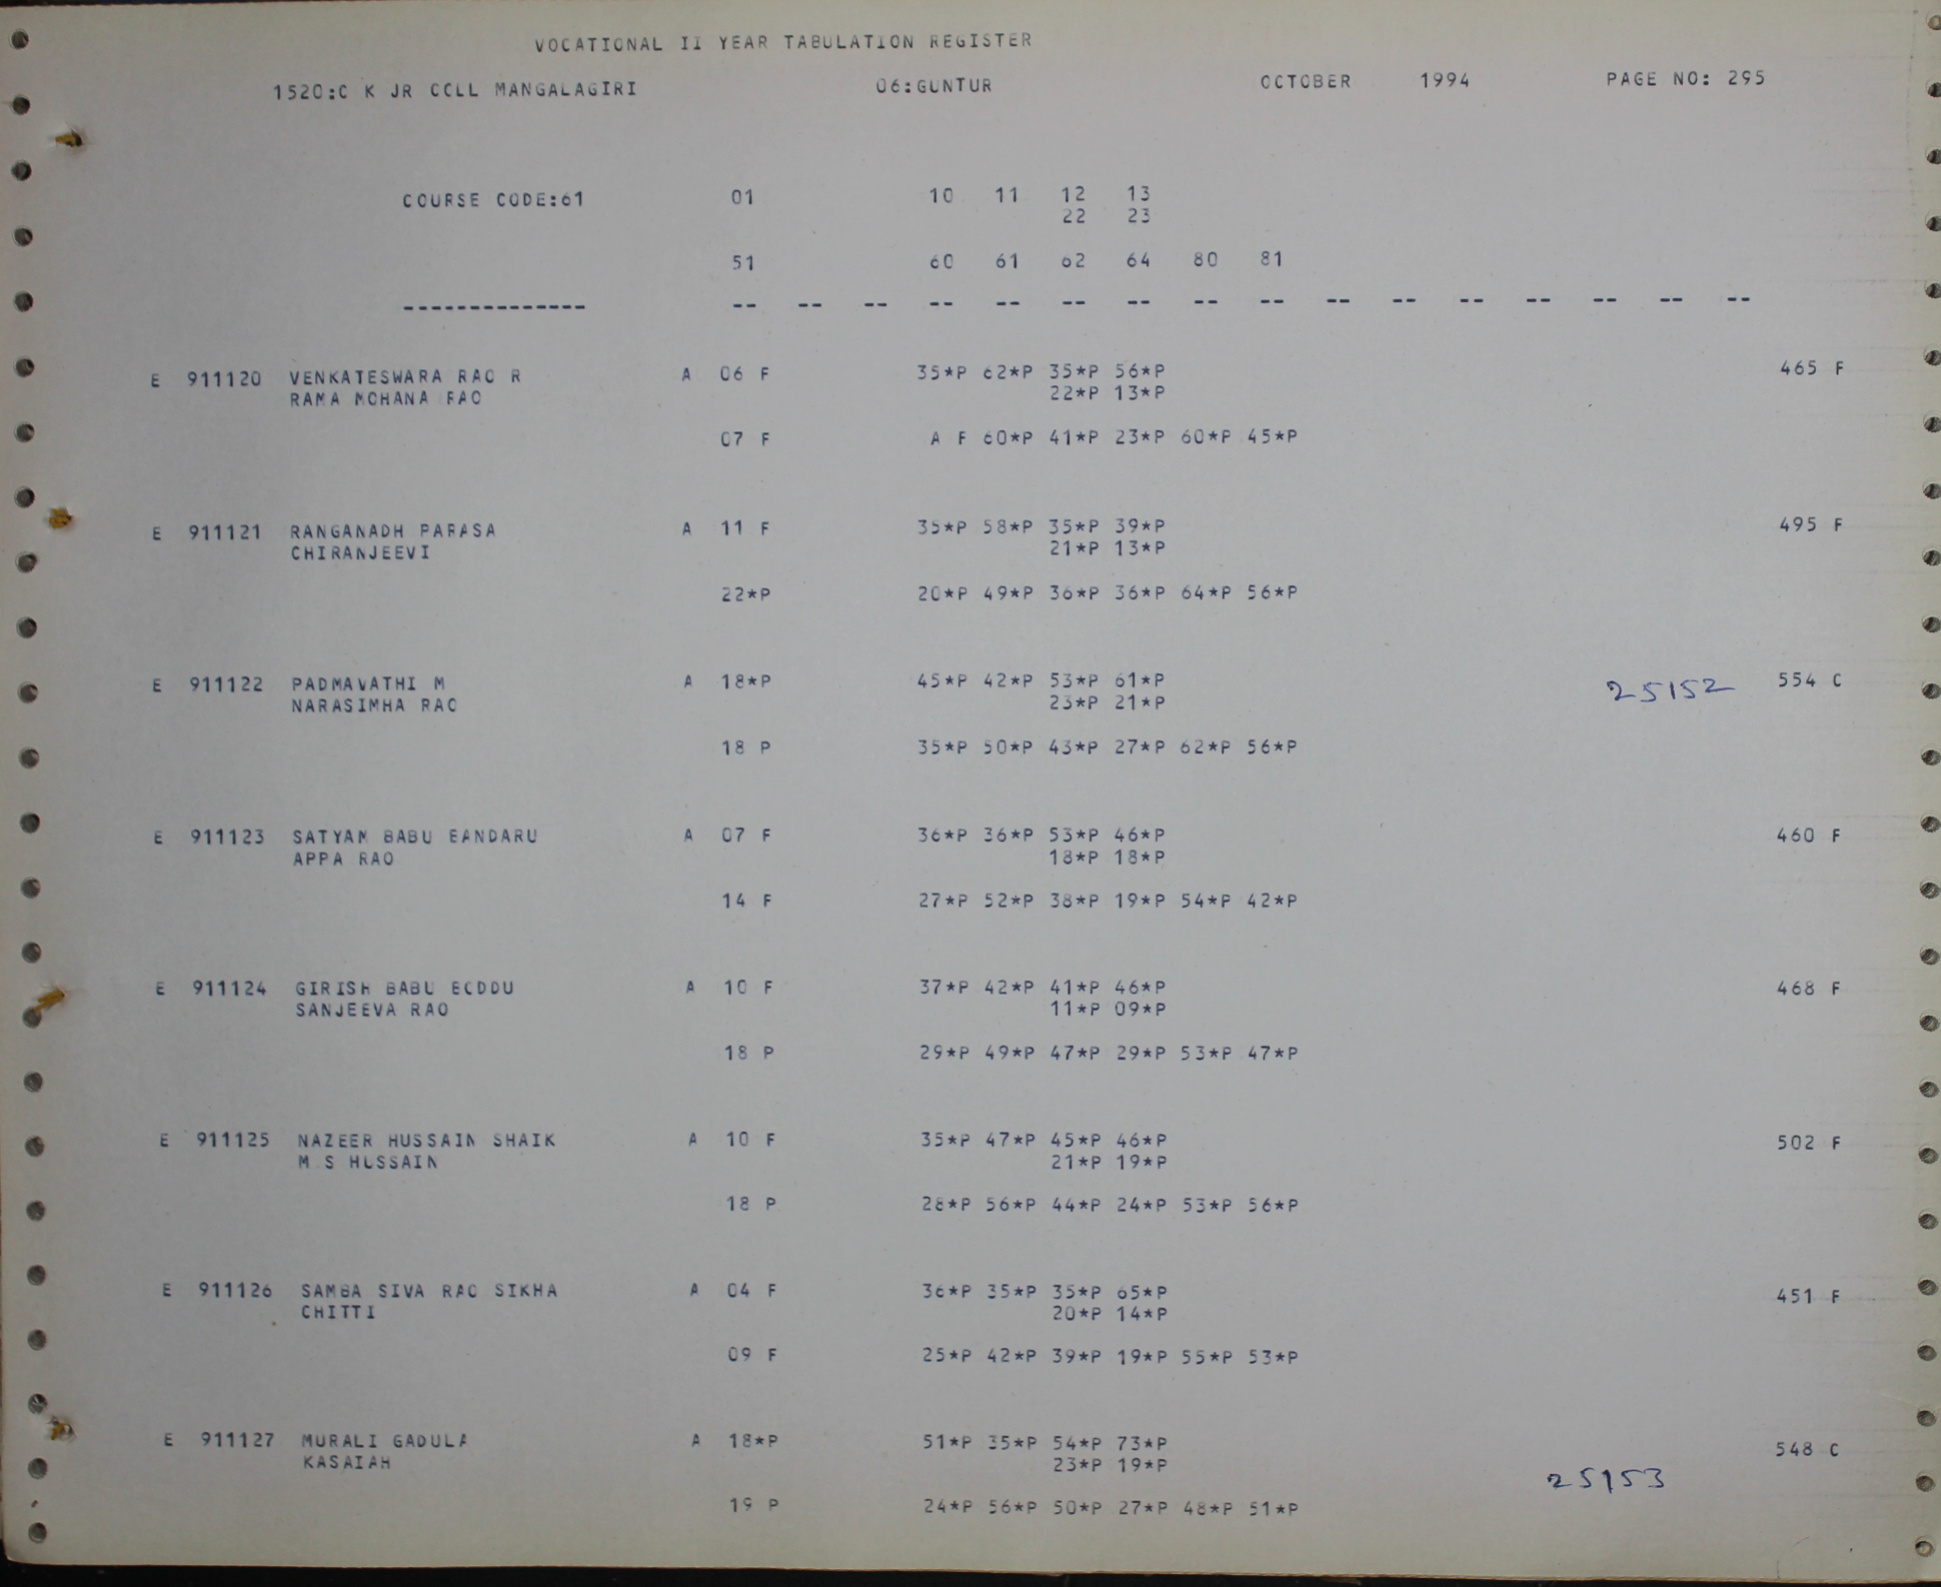 VOCATIONAL II YEAR TABULATION REGISTER
1520:C K JR COLL MANGALAGIRI 06:GUNTUR OCTOBER 1994 PAGE NO: 295
COURSE CODE:61 01 10 11 12 13
22 23
51 60 61 62 64 80 81
-------------- -- -- -- -- -- -- -- -- -- -- -- -- -- -- -- --
E 911120 VENKATESWARA RAO R A 06 F 35*P 62*P 35*P 56*P 465 F
RAMA MOHANA RAO 22*P 13*P
07 F A F 60*P 41*P 23*P 60*P 45*P
E 911121 RANGANADH PARASA A 11 F 35*P 58*P 35*P 39*P 495 F
CHIRANJEEVI 21*P 13*P
22*P 20*P 49*P 36*P 36*P 64*P 56*P
E 911122 PADMAVATHI M A 18*P 45*P 42*P 53*P 61*P 25152 554 C
NARASIMHA RAO 23*P 21*P
18 P 35*P 50*P 43*P 27*P 62*P 56*P
E 911123 SATYAM BABU BANDARU A 07 F 36*P 36*P 53*P 46*P 460 F
APPA RAO 18*P 18*P
14 F 27*P 52*P 38*P 19*P 54*P 42*P
E 911124 GIRISH BABU BODDU A 10 F 37*P 42*P 41*P 46*P 468 F
SANJEEVA RAO 11*P 09*P
18 P 29*P 49*P 47*P 29*P 53*P 47*P
E 911125 NAZEER HUSSAIN SHAIK A 10 F 35*P 47*P 45*P 46*P 502 F
M S HUSSAIN 21*P 19*P
18 P 28*P 56*P 44*P 24*P 53*P 56*P
E 911126 SAMBA SIVA RAO SIKHA A 04 F 36*P 35*P 35*P 65*P 451 F
CHITTI 20*P 14*P
09 F 25*P 42*P 39*P 19*P 55*P 53*P
E 911127 MURALI GADULA A 18*P 51*P 35*P 54*P 73*P 548 C
KASAIAH 23*P 19*P 25153
19 P 24*P 56*P 50*P 27*P 48*P 51*P